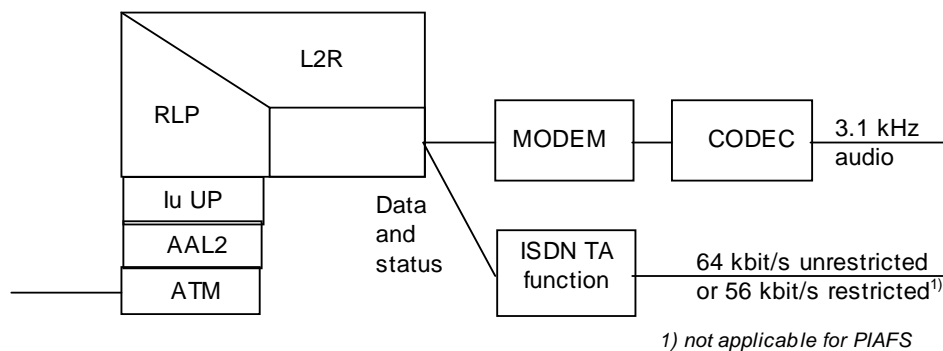 L2R
RLP
MODEM
CODEC
3.1 kHz
audio
Iu UP
AAL2
ATM
Data
and
status
ISDN TA
function
64 kbit/s unrestricted
or 56 kbit/s restricted1)
1) not applicable for PIAFS